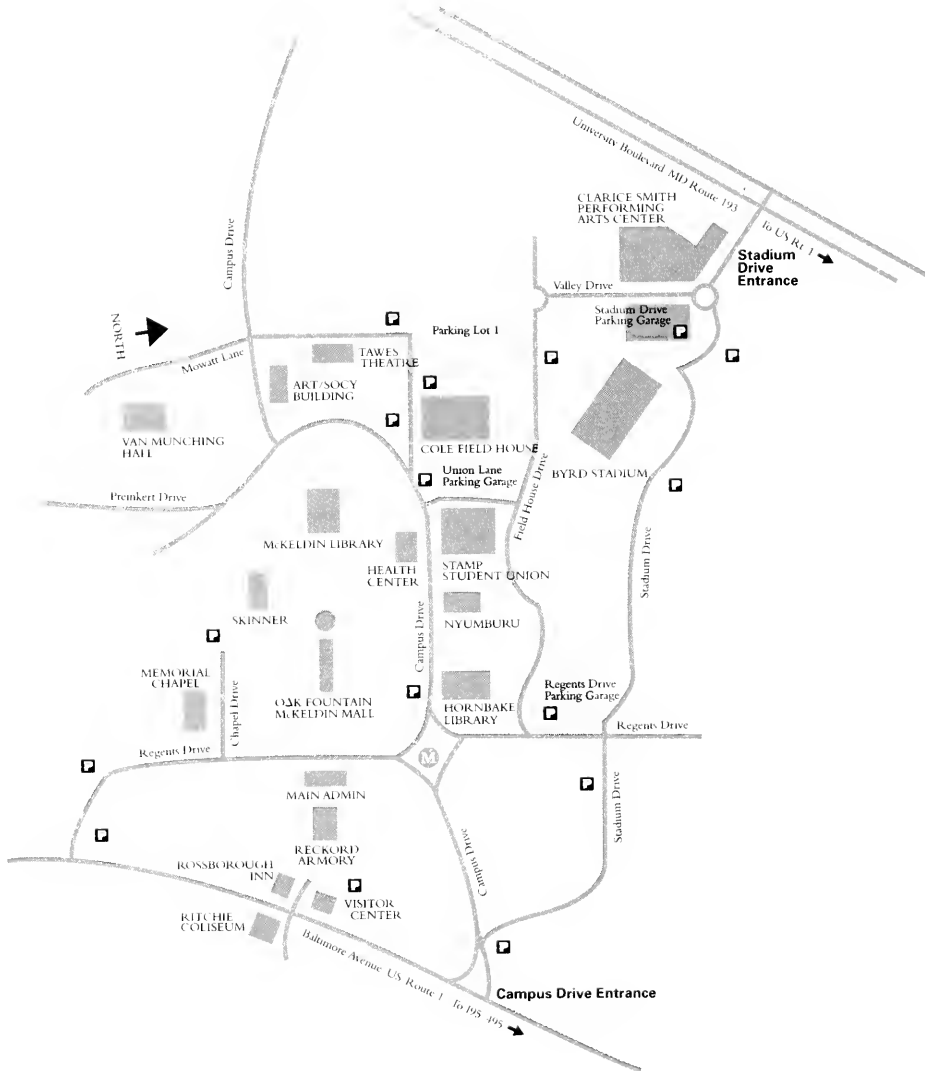 University Boulevard MD Route 193
To US Rt 1
CLARICE SMITH
PERFORMING
ARTS CENTER
Stadium
Drive
Entrance
Campus Drive
Valley Drive
Stadium Drive
Parking Garage
NORTH
Parking Lot 1
Mowatt Lane
TAWES
THEATRE
ART/SOCY
BUILDING
VAN MUNCHING
HALL
COLE FIELD HOUSE
BYRD STADIUM
Union Lane
Parking Garage
Field House Drive
Preinkert Drive
McKELDIN LIBRARY
HEALTH
CENTER
STAMP
STUDENT UNION
Stadium Drive
SKINNER
NYUMBURU
Campus Drive
MEMORIAL
CHAPEL
Chapel Drive
ODK FOUNTAIN
McKELDIN MALL
HORNBAKE
LIBRARY
Regents Drive
Parking Garage
Regents Drive
Regents Drive
M
MAIN ADMIN
Stadium Drive
RECKORD
ARMORY
Campus Drive
ROSSBOROUGH
INN
VISITOR
CENTER
RITCHIE
COLISEUM
Baltimore Avenue US Route 1 To I95 495
Campus Drive Entrance